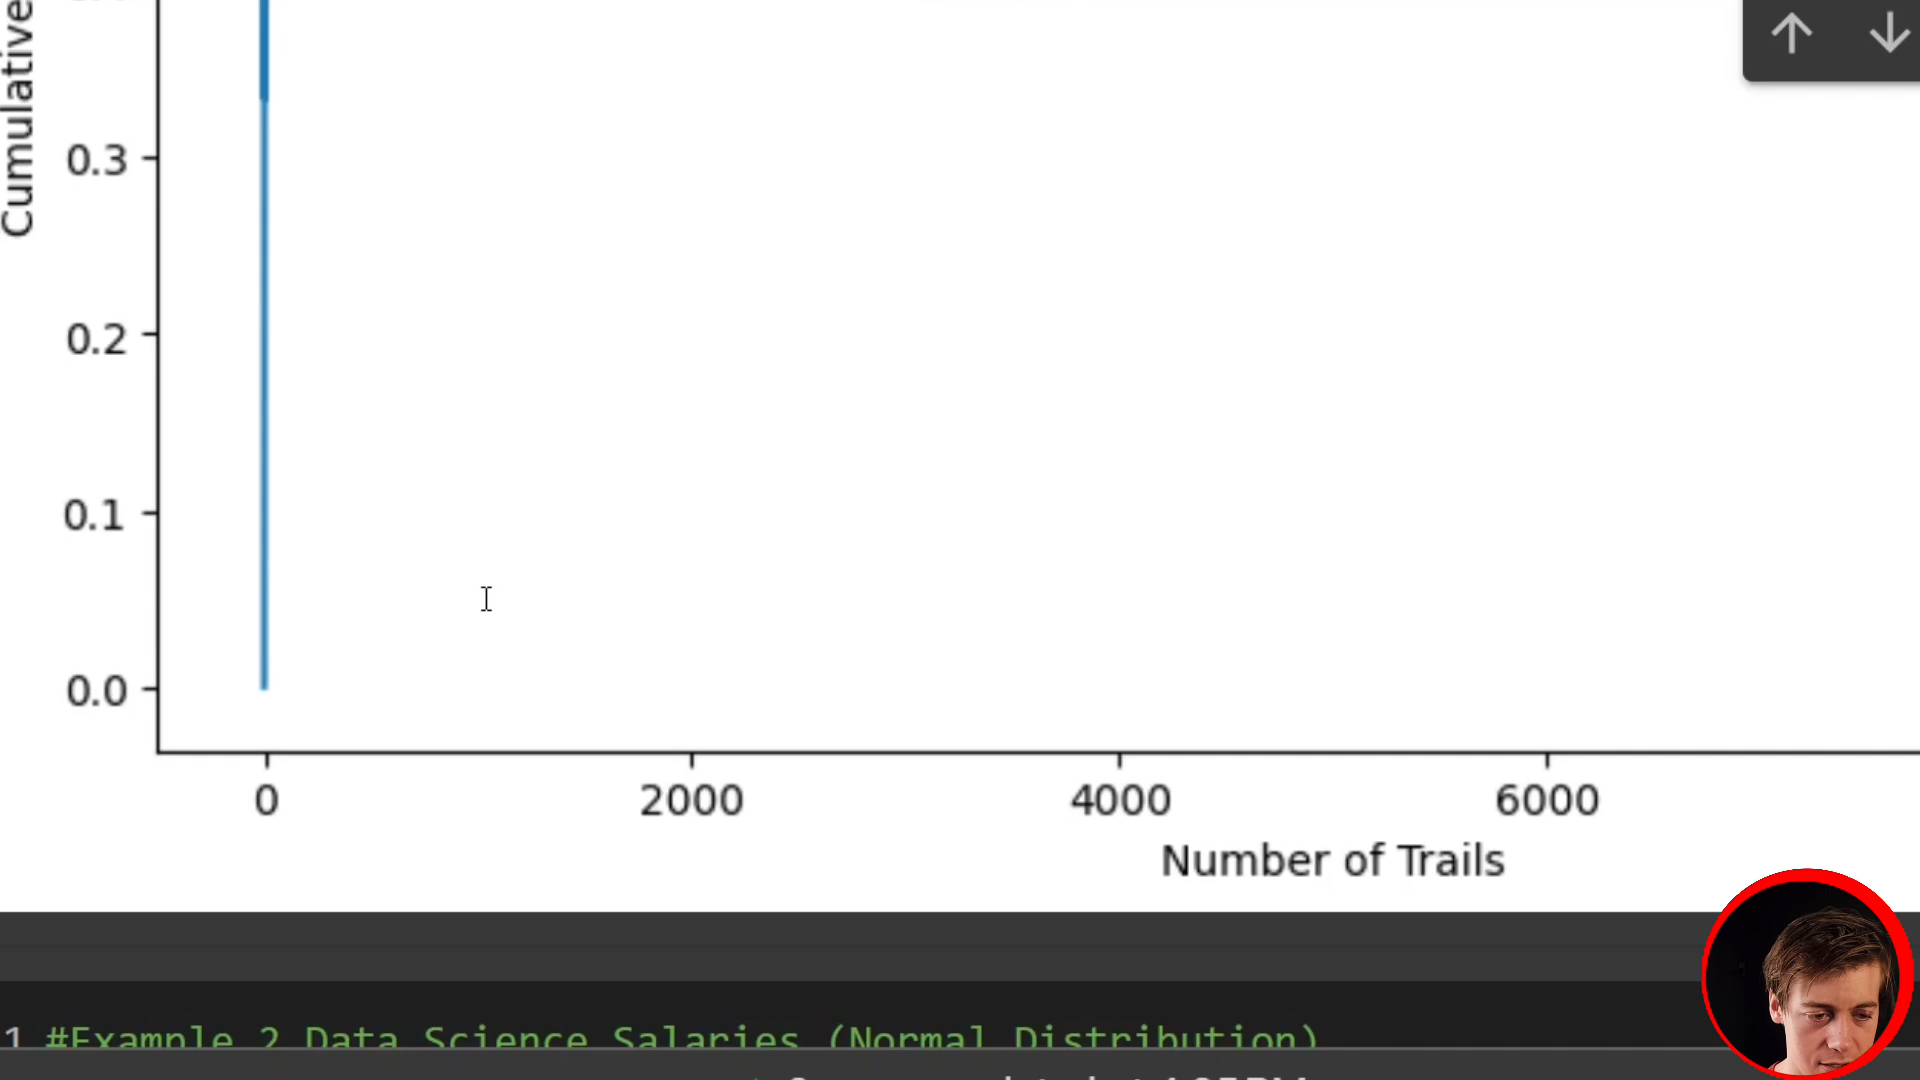 Cumulative
0.3
0.2
0.1
0.0
0 2000 4000 6000
Number of Trails
1 #Example 2 Data Science Salaries (Normal Distribution)